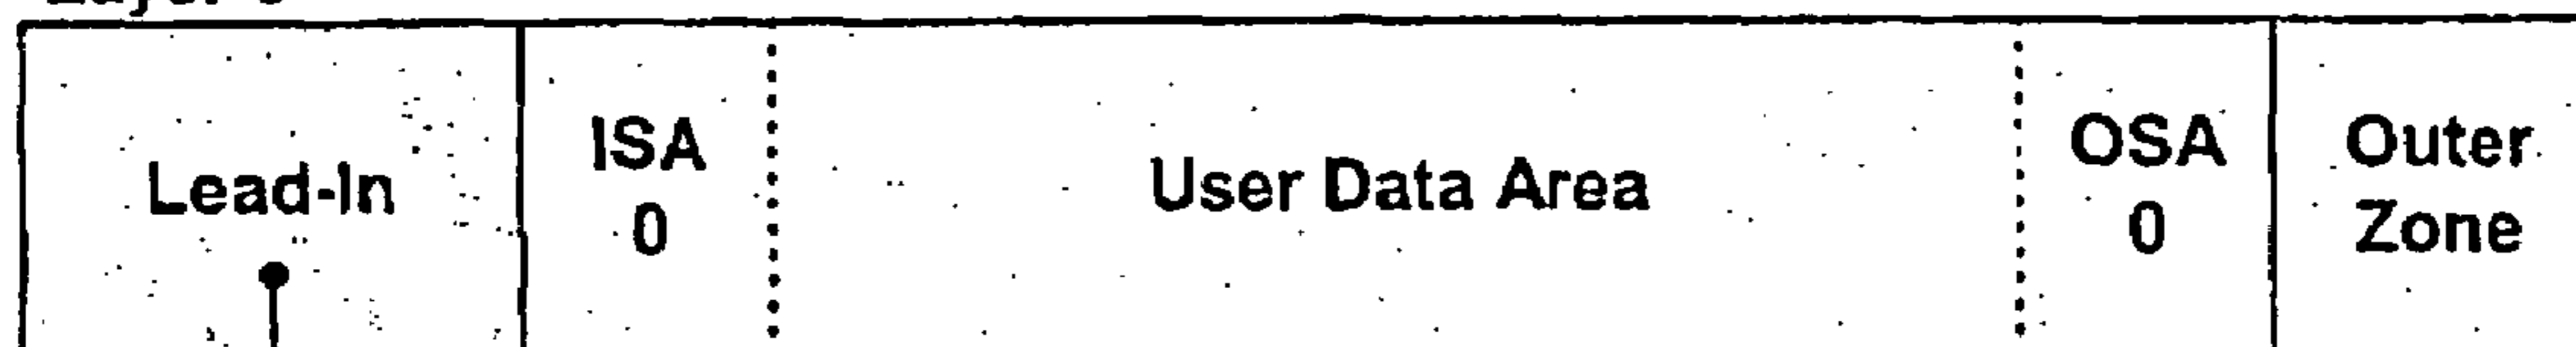 Lead-In
ISA
0
User Data Area
OSA
0
Outer
Zone